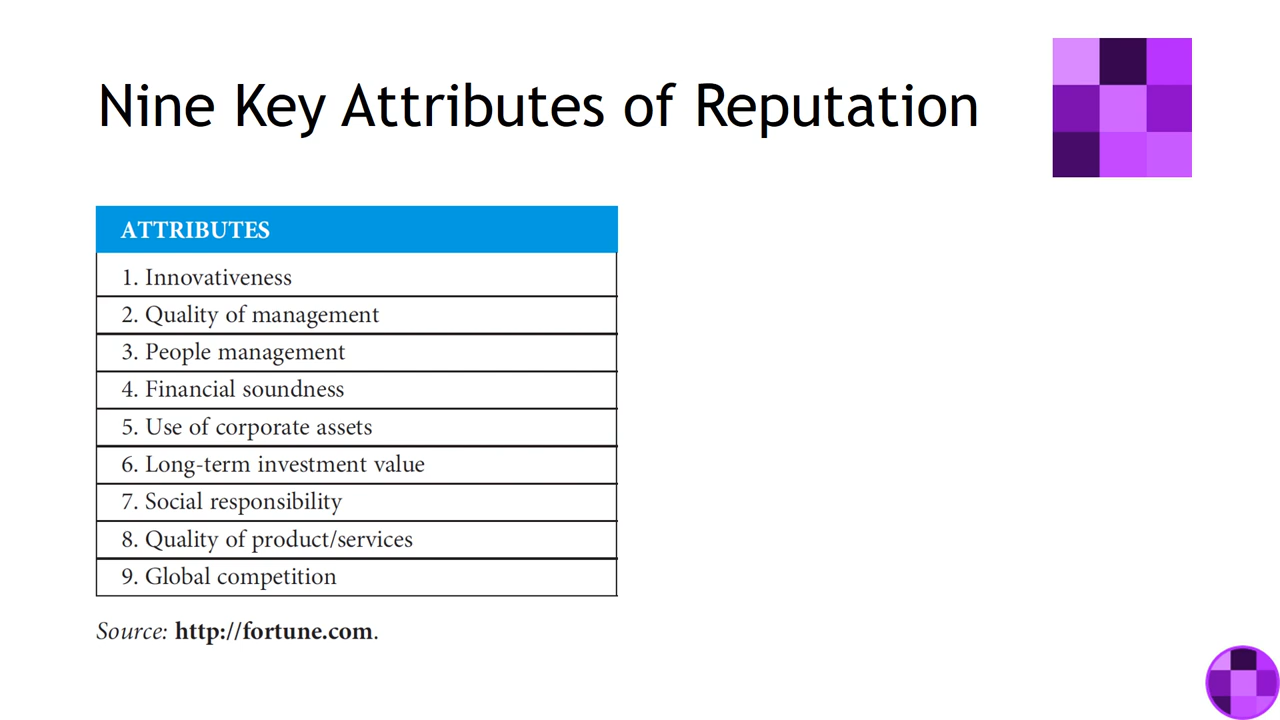 Nine Key Attributes of Reputation
ATTRIBUTES
1. Innovativeness
2. Quality of management
3. People management
4. Financial soundness
5. Use of corporate assets
6. Long-term investment value
7. Social responsibility
8. Quality of product/services
9. Global competition
Source: http://fortune.com.